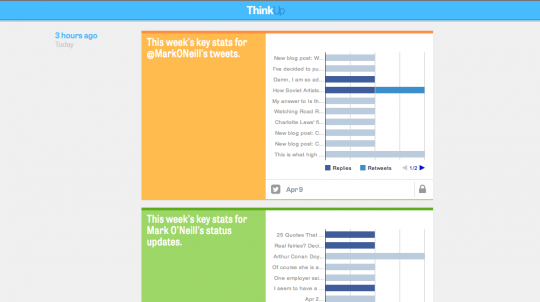 ThinkUp
3 hours ago
Today
This week's key stats for
@MarkONeill's tweets.
New blog post: W...
I've decided to pu...
Damn, I am so ad...
How Soviet Artists...
My answer to Is th...
Watching Road R...
Charlotte Laws' fi...
New blog post: C...
New blog post: C...
This is what high ...
Replies
Retweets
1/2
Apr 9
This week's key stats for
Mark O'Neill's status
updates.
25 Quotes That ...
Real fairies? Deci...
Arthur Conan Doy...
Of course she is a...
One employer sai...
I seem to have a ...
Apr 2...